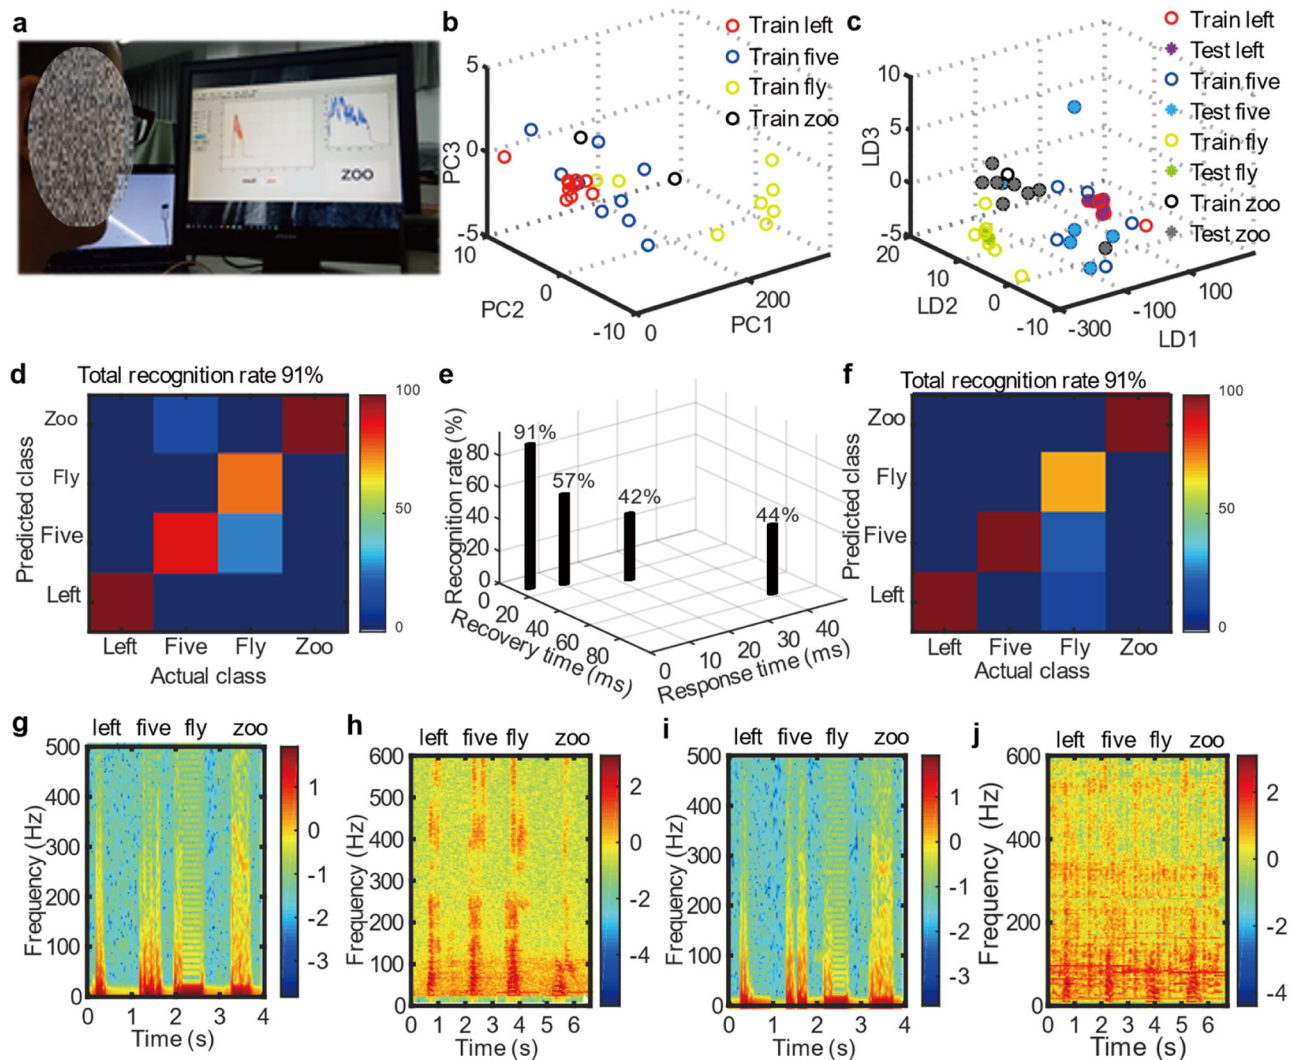 a
zoo
b
Train left
Train five
Train fly
Train zoo
5
0
-5
PC3
10
0
-10
PC2
0
200
PC1
c
Train left
Test left
Train five
Test five
Train fly
Test fly
Train zoo
Test zoo
10
5
0
-5
LD3
20
10
0
-10
LD2
-300
-100
100
LD1
d
Total recognition rate 91%
Zoo
Fly
Five
Left
Predicted class
Left Five Fly Zoo
Actual class
100
50
0
e
91%
57%
42%
44%
Recognition rate (%)
80
60
40
20
0
0
20
40
60
80
Recovery time (ms)
0
10
20
30
40
Response time (ms)
f
Total recognition rate 91%
Zoo
Fly
Five
Left
Predicted class
Left Five Fly Zoo
Actual class
100
50
0
g
left five fly zoo
500
400
300
200
100
0
Frequency (Hz)
0 1 2 3 4
Time (s)
1
0
-1
-2
-3
h
left five fly zoo
600
500
400
300
200
100
0
Frequency (Hz)
0 1 2 3 4 5 6
Time (s)
2
0
-2
-4
i
left five fly zoo
500
400
300
200
100
0
Frequency (Hz)
0 1 2 3 4
Time (s)
1
0
-1
-2
-3
j
left five fly zoo
600
400
200
0
Frequency (Hz)
0 1 2 3 4 5 6
Time (s)
2
0
-2
-4